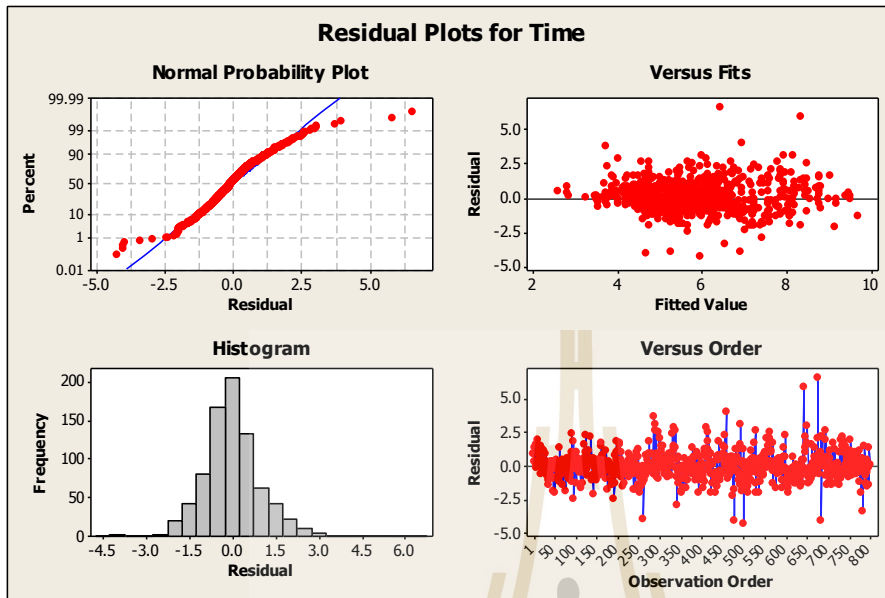 Residual Plots for Time
Normal Probability Plot
99.99
99
90
50
10
1
0.01
Percent
-5.0 -2.5 0.0 2.5 5.0
Residual
Versus Fits
5.0
2.5
0.0
-2.5
-5.0
Residual
2 4 6 8 10
Fitted Value
Histogram
200
150
100
50
0
Frequency
-4.5 -3.0 -1.5 0.0 1.5 3.0 4.5 6.0
Residual
Versus Order
5.0
2.5
0.0
-2.5
-5.0
Residual
1 50 100 150 200 250 300 350 400 450 500 550 600 650 700 750 800
Observation Order